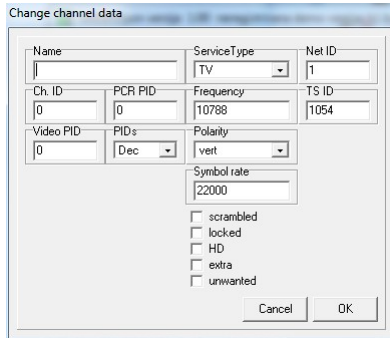 Change channel data
Name
ServiceType
TV
Net ID
1
Ch. ID
0
PCR PID
0
Frequency
10788
TS ID
1054
Video PID
0
PIDs
Dec
Polarity
vert
Symbol rate
22000
scrambled
locked
HD
extra
unwanted
Cancel
OK